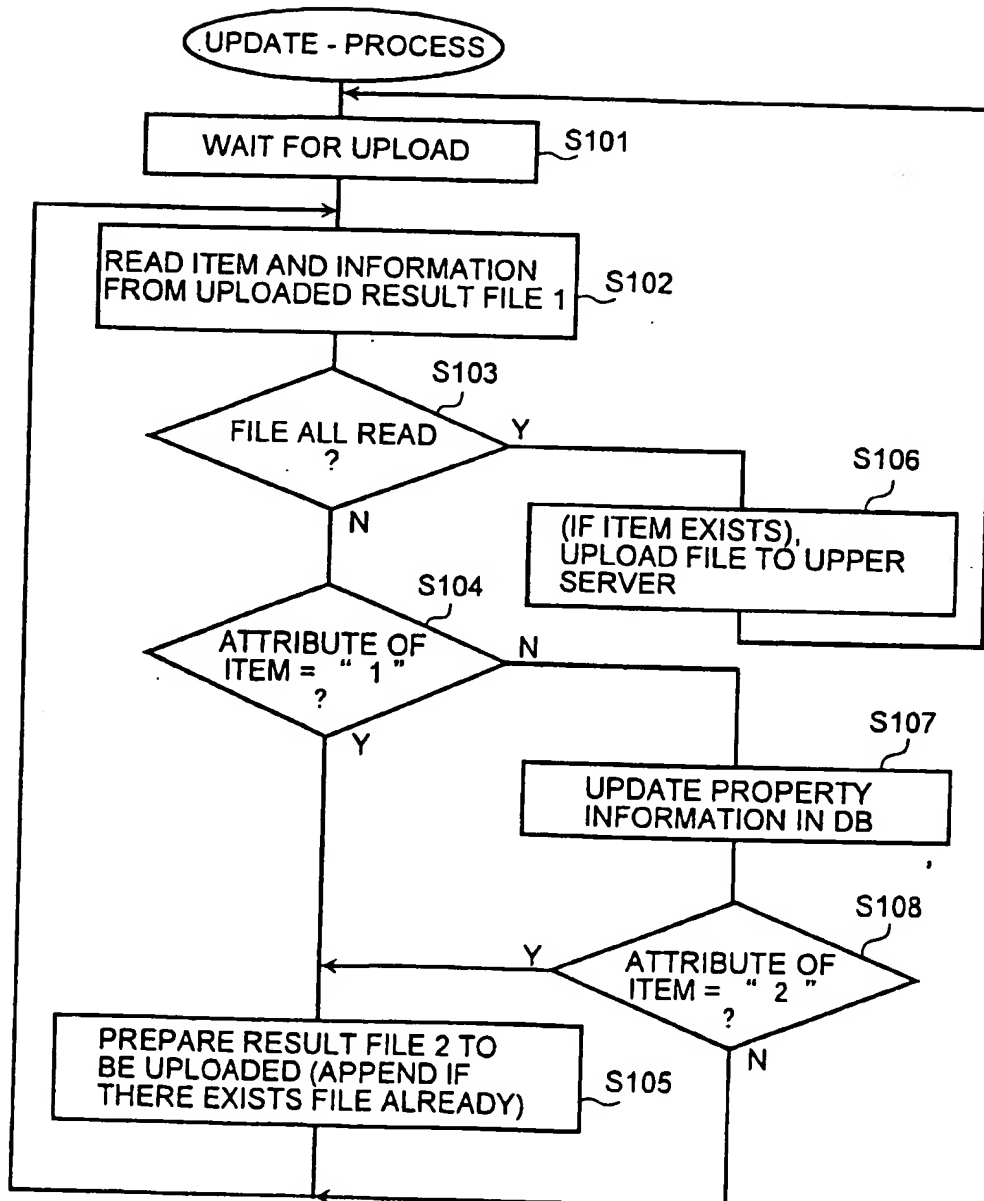 UPDATE - PROCESS
WAIT FOR UPLOAD
S101
READ ITEM AND INFORMATION
FROM UPLOADED RESULT FILE 1
S102
S103
FILE ALL READ
?
Y
N
S106
(IF ITEM EXISTS),
UPLOAD FILE TO UPPER
SERVER
S104
ATTRIBUTE OF
ITEM = “ 1 ”
?
N
Y
S107
UPDATE PROPERTY
INFORMATION IN DB
S108
ATTRIBUTE OF
ITEM = “ 2 ”
?
Y
N
PREPARE RESULT FILE 2 TO
BE UPLOADED (APPEND IF
THERE EXISTS FILE ALREADY)
S105